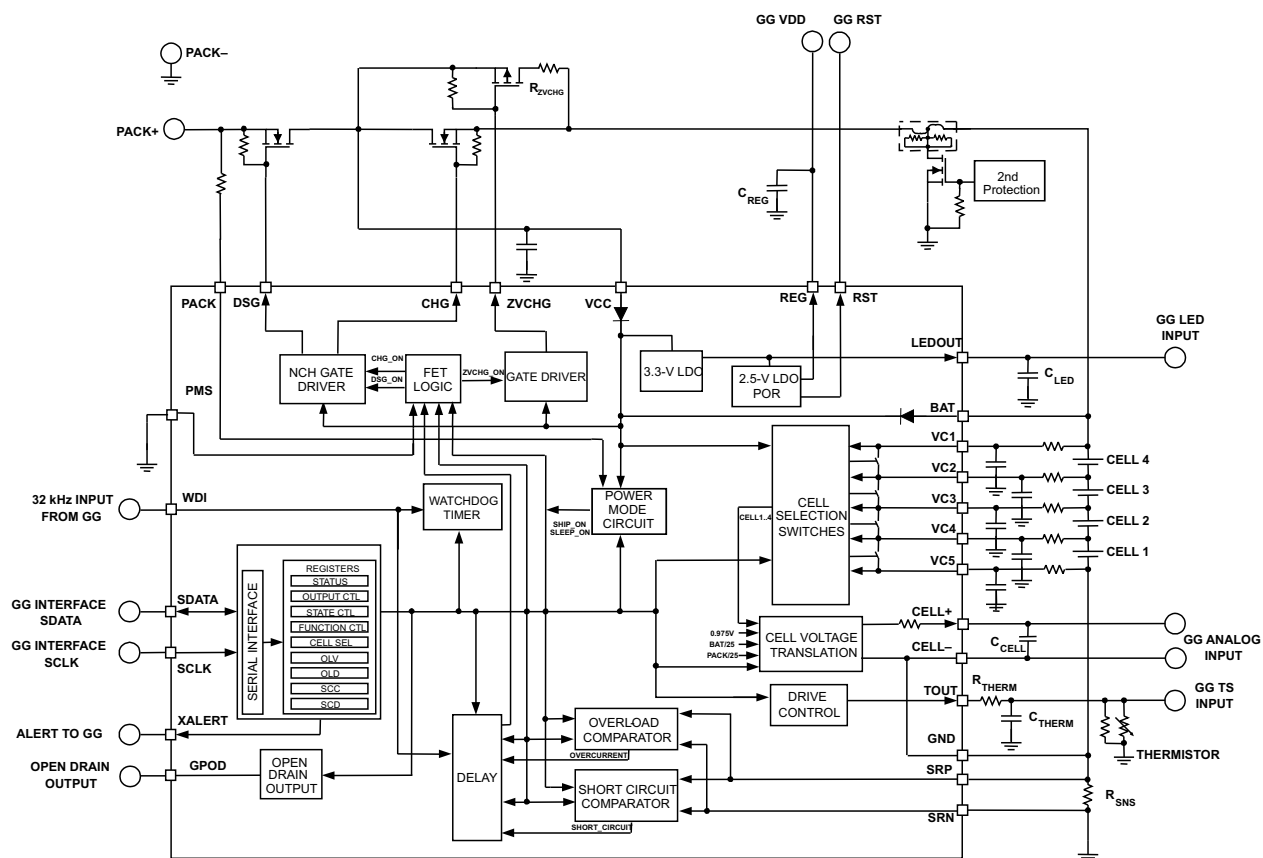 GG VDD
GG RST
PACK–
R ZVCHG
PACK+
2nd
Protection
C REG
PACK
DSG
CHG
ZVCHG
VCC
REG
RST
GG LED
INPUT
LEDOUT
NCH GATE
DRIVER
CHG_ON
DSG_ON
FET
LOGIC
ZVCHG_ON
GATE DRIVER
3.3-V LDO
2.5-V LDO
POR
C LED
PMS
BAT
VC1
CELL 4
VC2
CELL 3
VC3
CELL 2
VC4
CELL 1
VC5
32 kHz INPUT
FROM GG
WDI
WATCHDOG
TIMER
SHIP_ON
SLEEP_ON
POWER
MODE
CIRCUIT
CELL1..4
CELL
SELECTION
SWITCHES
SERIAL INTERFACE
REGISTERS
STATUS
OUTPUT CTL
STATE CTL
FUNCTION CTL
CELL SEL
OLV
OLD
SCC
SCD
GG INTERFACE
SDATA
SDATA
GG INTERFACE
SCLK
SCLK
0.975V
BAT/25
PACK/25
CELL VOLTAGE
TRANSLATION
CELL+
CELL–
C CELL
GG ANALOG
INPUT
XALERT
ALERT TO GG
DRIVE
CONTROL
TOUT
R THERM
C THERM
GG TS
INPUT
THERMISTOR
OPEN DRAIN
OUTPUT
GPOD
OPEN
DRAIN
OUTPUT
DELAY
OVERLOAD
COMPARATOR
OVERCURRENT
SHORT CIRCUIT
COMPARATOR
SHORT_CIRCUIT
GND
SRP
SRN
R SNS